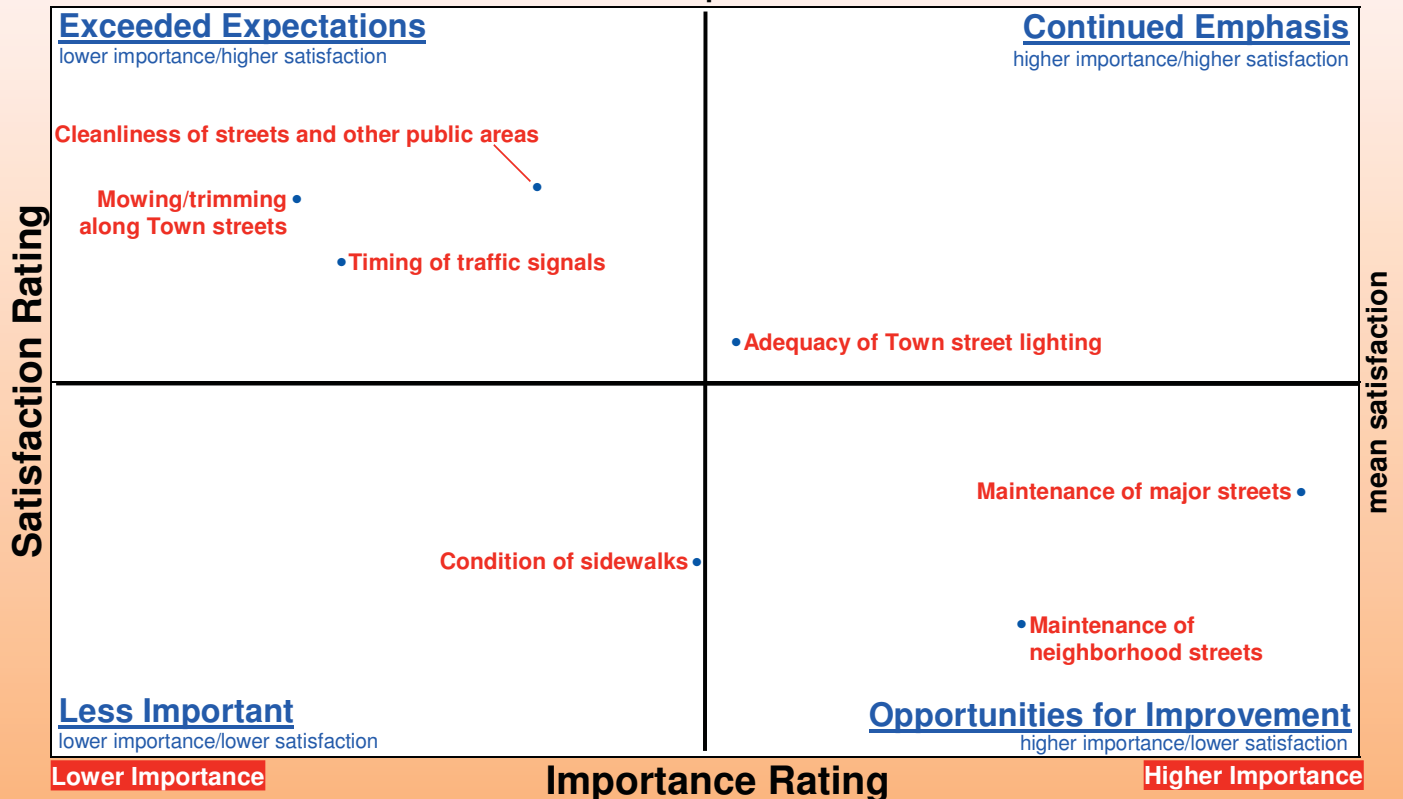 Exceeded Expectations
lower importance/higher satisfaction
Continued Emphasis
higher importance/higher satisfaction
Cleanliness of streets and other public areas
Mowing/trimming
along Town streets
Timing of traffic signals
Adequacy of Town street lighting
Satisfaction Rating
mean satisfaction
Maintenance of major streets
Condition of sidewalks
Maintenance of
neighborhood streets
Less Important
lower importance/lower satisfaction
Opportunities for Improvement
higher importance/lower satisfaction
Lower Importance
Importance Rating
Higher Importance